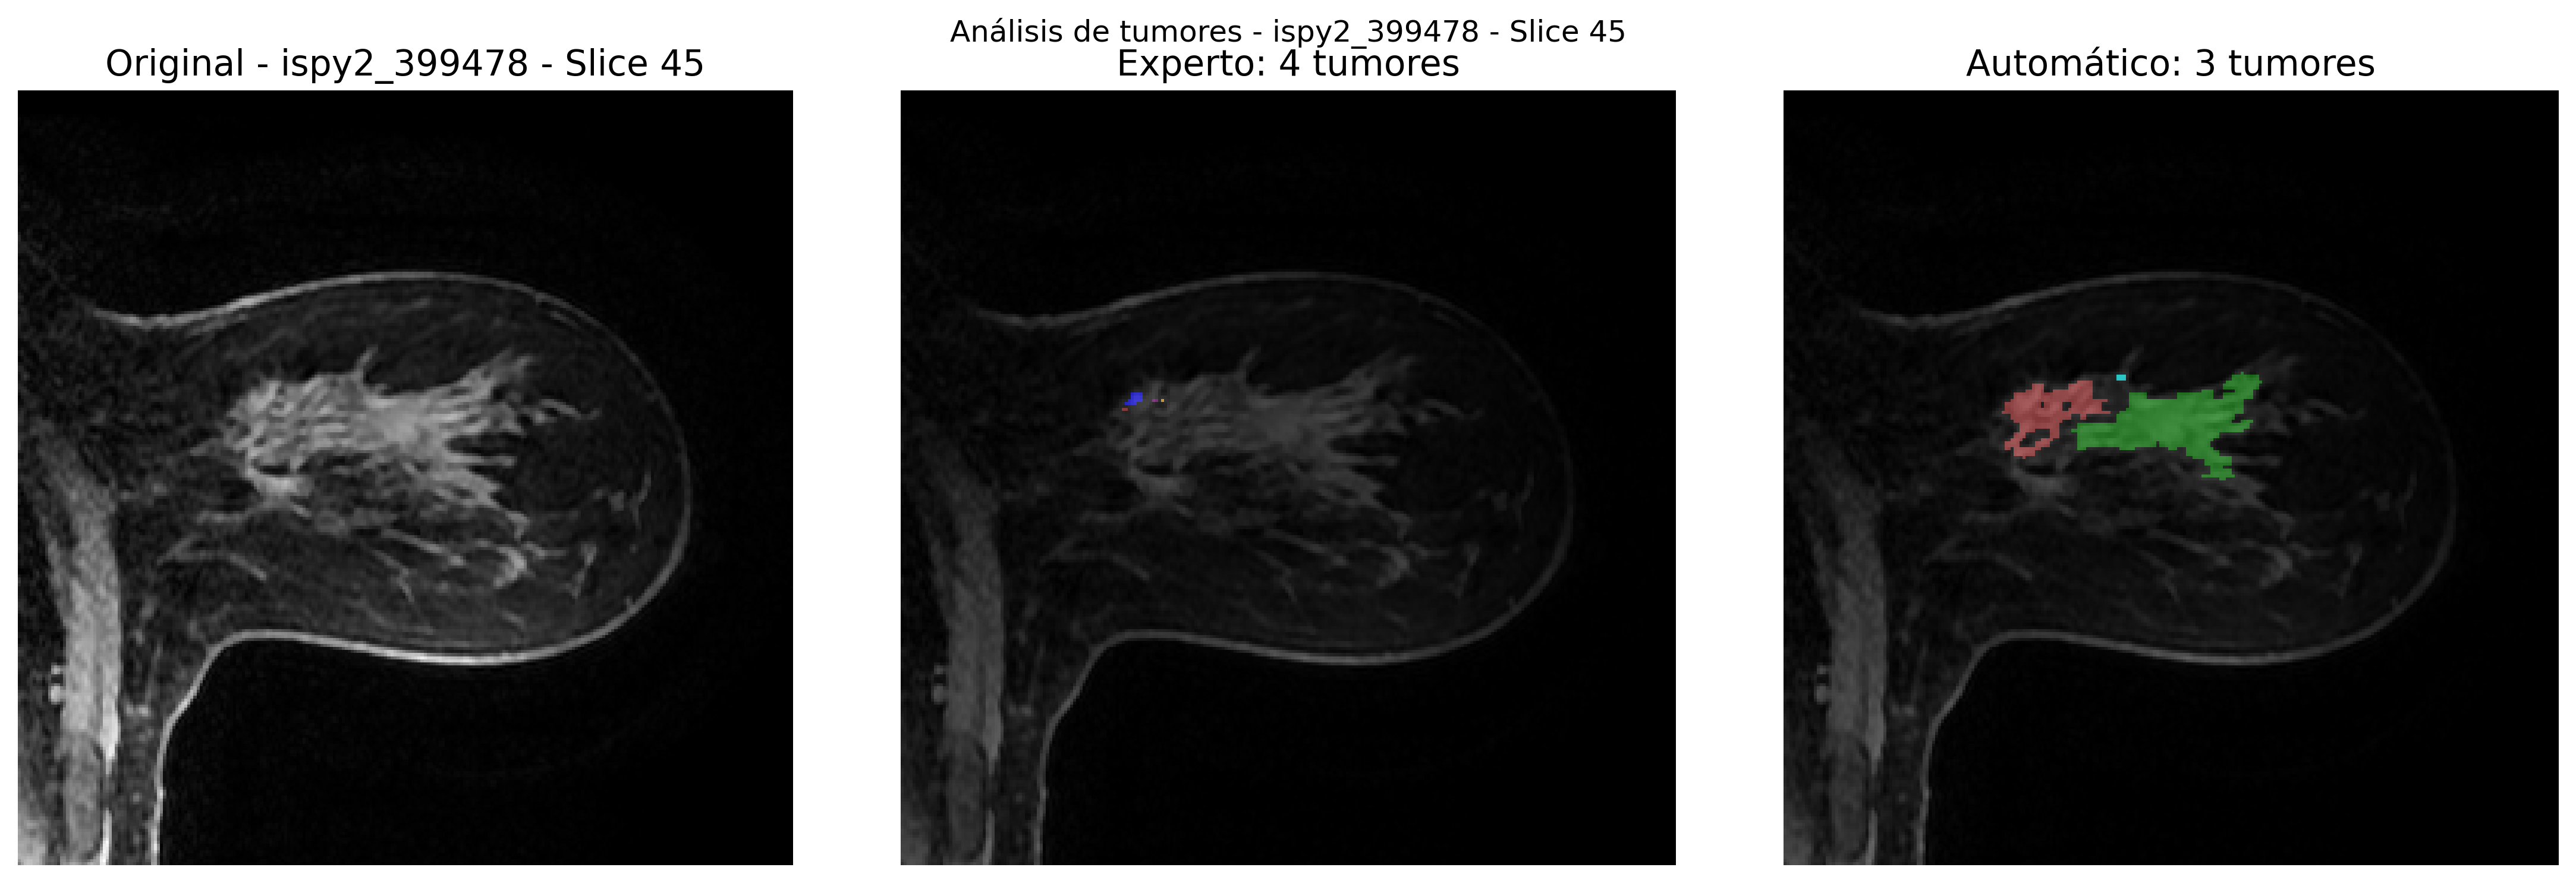 Análisis de tumores - ispy2_399478 - Slice 45
Original - ispy2_399478 - Slice 45
Experto: 4 tumores
Automático: 3 tumores